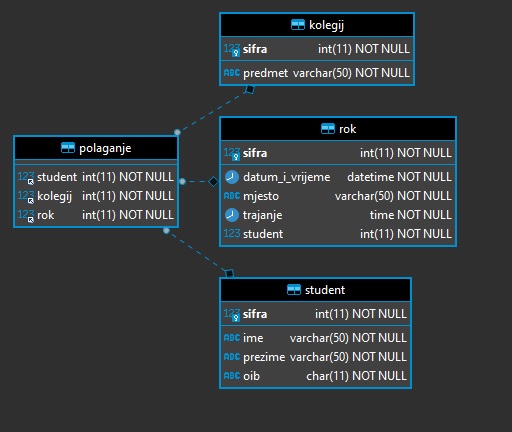 kolegij
123 sifra int(11) NOT NULL
ABC predmet varchar(50) NOT NULL
polaganje
123 student int(11) NOT NULL
123 kolegij int(11) NOT NULL
123 rok int(11) NOT NULL
rok
123 sifra int(11) NOT NULL
datum_i_vrijeme datetime NOT NULL
ABC mjesto varchar(50) NOT NULL
trajanje time NOT NULL
123 student int(11) NOT NULL
student
123 sifra int(11) NOT NULL
ABC ime varchar(50) NOT NULL
ABC prezime varchar(50) NOT NULL
ABC oib char(11) NOT NULL